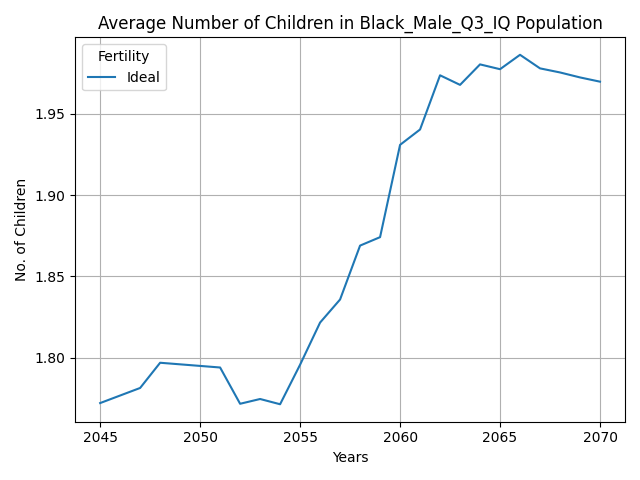 Average Number of Children in Black_Male_Q3_IQ Population
Fertility
Ideal
No. of Children
1.95
1.90
1.85
1.80
2045 2050 2055 2060 2065 2070
Years